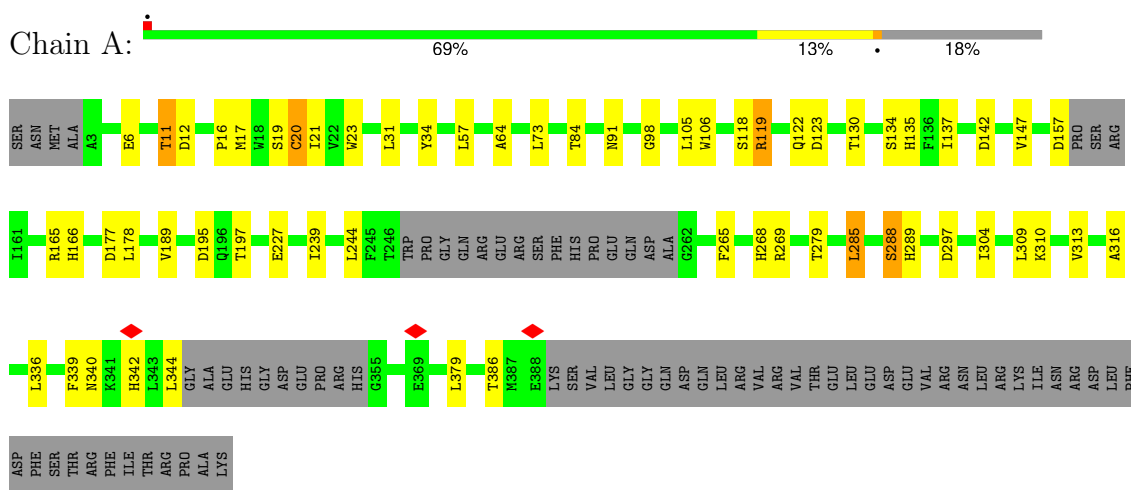 Chain A:
69% 13% • 18%
SER ASN MET ALA A3 E6 T11 D12 P16 M17 W18 S19 C20 I21 V22 W23 L31 Y34 L57 A64 L73 T84 N91 G98 L105 W106 S118 R119 Q122 D123 T130 S134 H135 F136 I137 D142 V147 D157 PRO SER ARG
I161 R165 H166 D177 L178 V189 D195 Q196 T197 E227 I239 L244 F245 T246 TRP PRO GLY GLN ARG GLU ARG SER PHE HIS PRO GLU GLN ASP ALA G262 F265 H268 R269 T279 L285 S288 H289 D297 I304 L309 K310 V313 A316
L336 F339 N340 K341 H342 L343 L344 GLY ALA GLU HIS GLY ASP GLU PRO ARG HIS G355 E369 L379 T386 M387 E388 LYS SER VAL LEU GLY GLY GLN ASP GLN LEU ARG VAL ARG VAL THR GLU LEU GLU ASP GLU VAL ARG ASN LEU ARG LYS ILE ASN ARG ASP LEU PHE
ASP PHE SER THR ARG PHE ILE THR ARG PRO ALA LYS